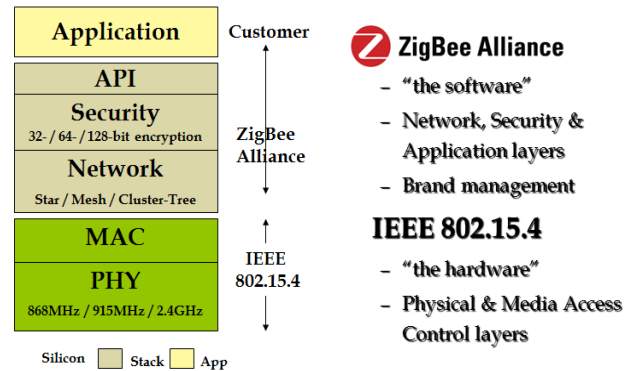 Application
Customer
API
Security
32- / 64- / 128-bit encryption
Network
Star / Mesh / Cluster-Tree
ZigBee
Alliance
MAC
PHY
868MHz / 915MHz / 2.4GHz
IEEE
802.15.4
Silicon
Stack
App
Z ZigBee Alliance
– “the software”
– Network, Security &
Application layers
– Brand management
IEEE 802.15.4
– “the hardware”
– Physical & Media Access
Control layers